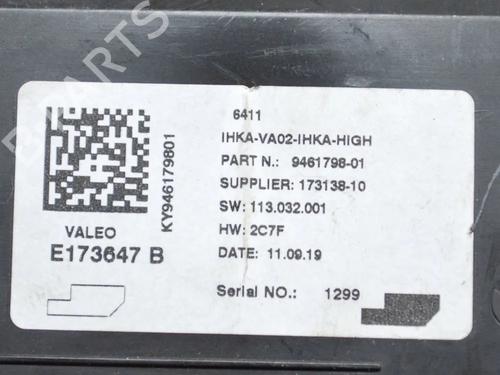 6411
IHKA-VA02-IHKA-HIGH
PART N.: 9461798-01
SUPPLIER: 173138-10
SW: 113.032.001
HW: 2C7F
DATE: 11.09.19
Serial NO.: 1299
KY946179801
VALEO
E173647 B